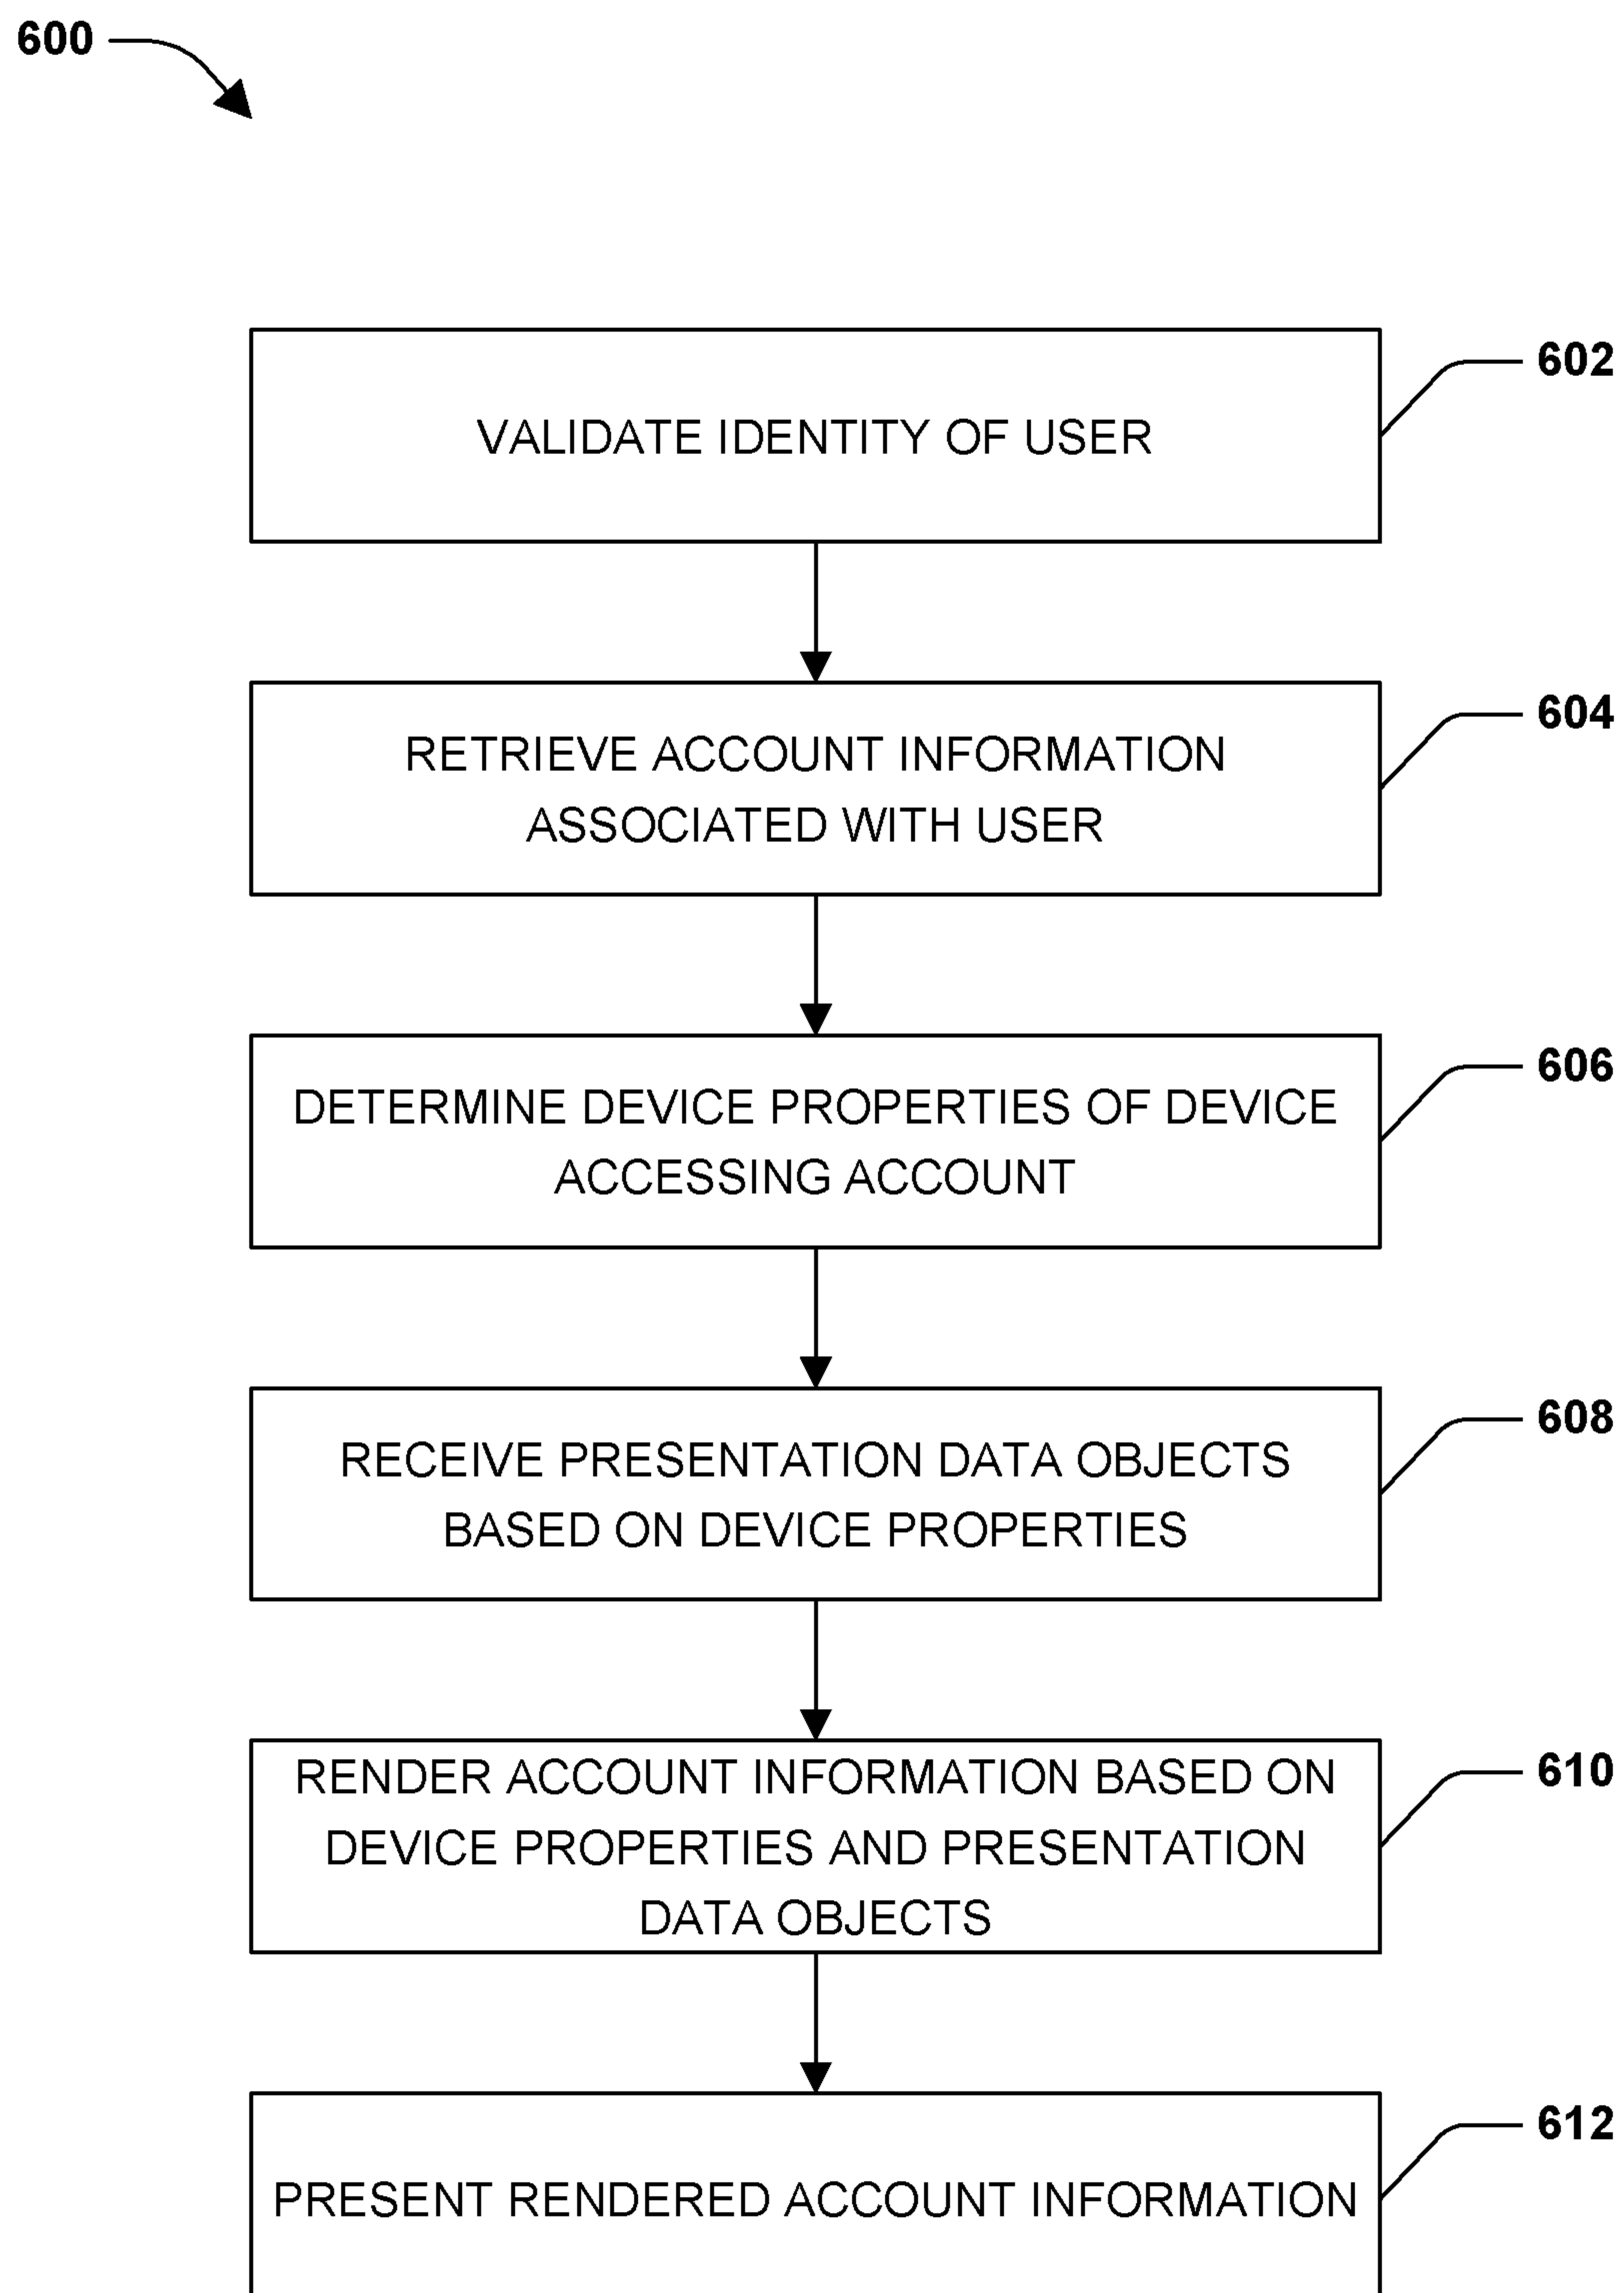 600
602
VALIDATE IDENTITY OF USER
604
RETRIEVE ACCOUNT INFORMATION
ASSOCIATED WITH USER
606
DETERMINE DEVICE PROPERTIES OF DEVICE
ACCESSING ACCOUNT
608
RECEIVE PRESENTATION DATA OBJECTS
BASED ON DEVICE PROPERTIES
610
RENDER ACCOUNT INFORMATION BASED ON
DEVICE PROPERTIES AND PRESENTATION
DATA OBJECTS
612
PRESENT RENDERED ACCOUNT INFORMATION